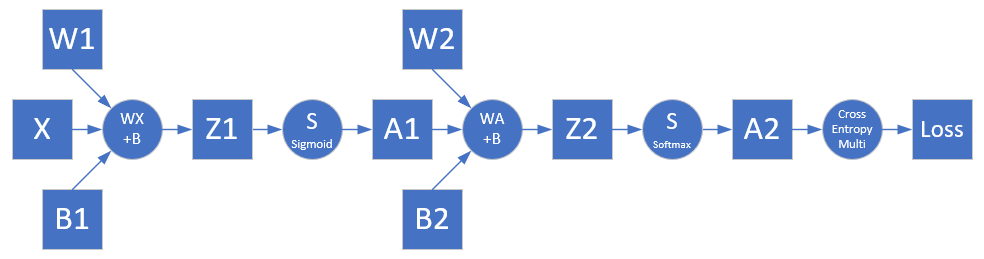 W1
W2
X
WX
+B
Z1
S
Sigmoid
A1
WA
+B
Z2
S
Softmax
A2
Cross
Entropy
Multi
Loss
B1
B2